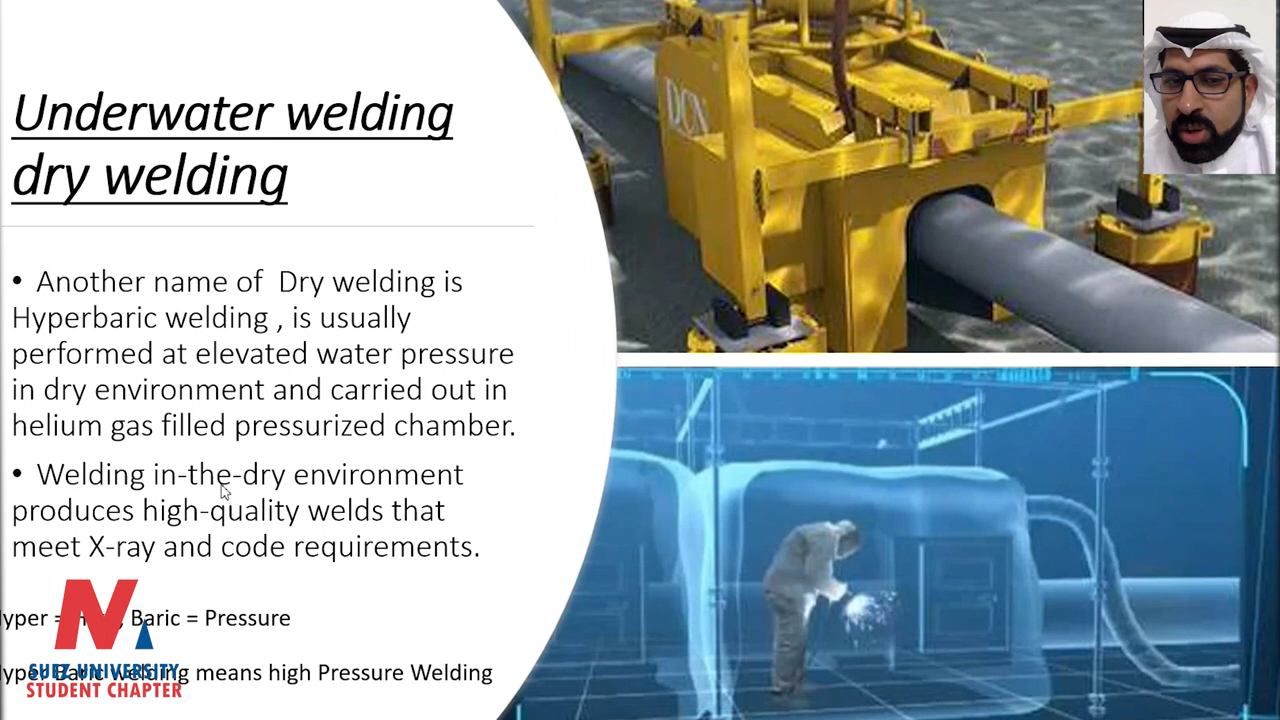 Underwater welding
dry welding
• Another name of Dry welding is
Hyperbaric welding , is usually
performed at elevated water pressure
in dry environment and carried out in
helium gas filled pressurized chamber.
• Welding in-the-dry environment
produces high-quality welds that
meet X-ray and code requirements.
yper = , Baric = Pressure
yper Baric welding means high Pressure Welding
SUEZ UNIVERSITY
STUDENT CHAPTER
DCN